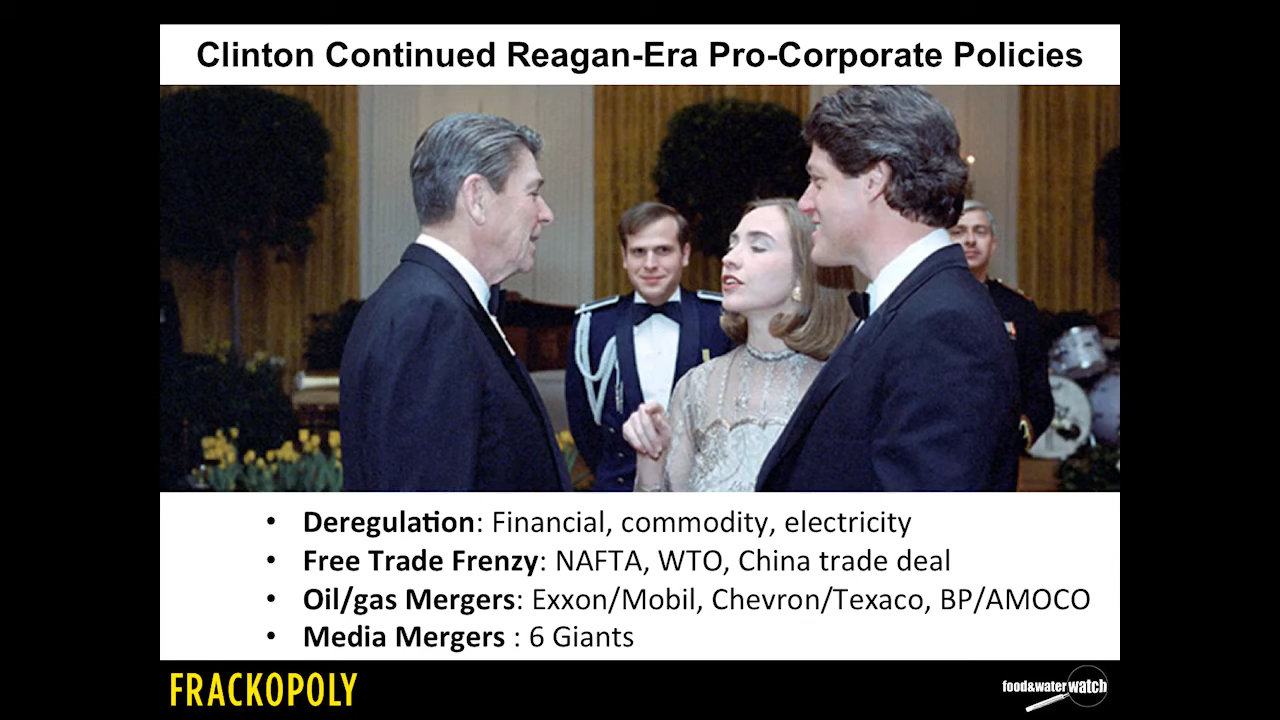 Clinton Continued Reagan-Era Pro-Corporate Policies
• Deregulation: Financial, commodity, electricity
• Free Trade Frenzy: NAFTA, WTO, China trade deal
• Oil/gas Mergers: Exxon/Mobil, Chevron/Texaco, BP/AMOCO
• Media Mergers : 6 Giants
FRACKOPOLY
food&waterwatch